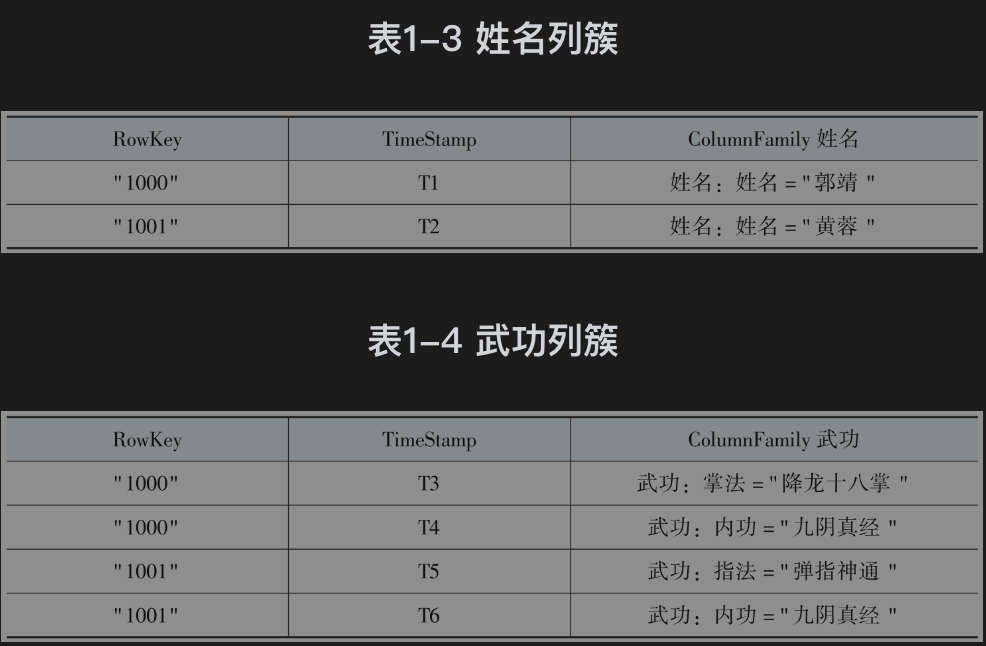 表1-3 姓名列簇
RowKey TimeStamp ColumnFamily 姓名
"1000" T1 姓名：姓名 = "郭靖 "
"1001" T2 姓名：姓名 = "黄蓉 "
表1-4 武功列簇
RowKey TimeStamp ColumnFamily 武功
"1000" T3 武功：掌法 = "降龙十八掌 "
"1000" T4 武功：内功 = "九阴真经 "
"1001" T5 武功：指法 = "弹指神通 "
"1001" T6 武功：内功 = "九阴真经 "